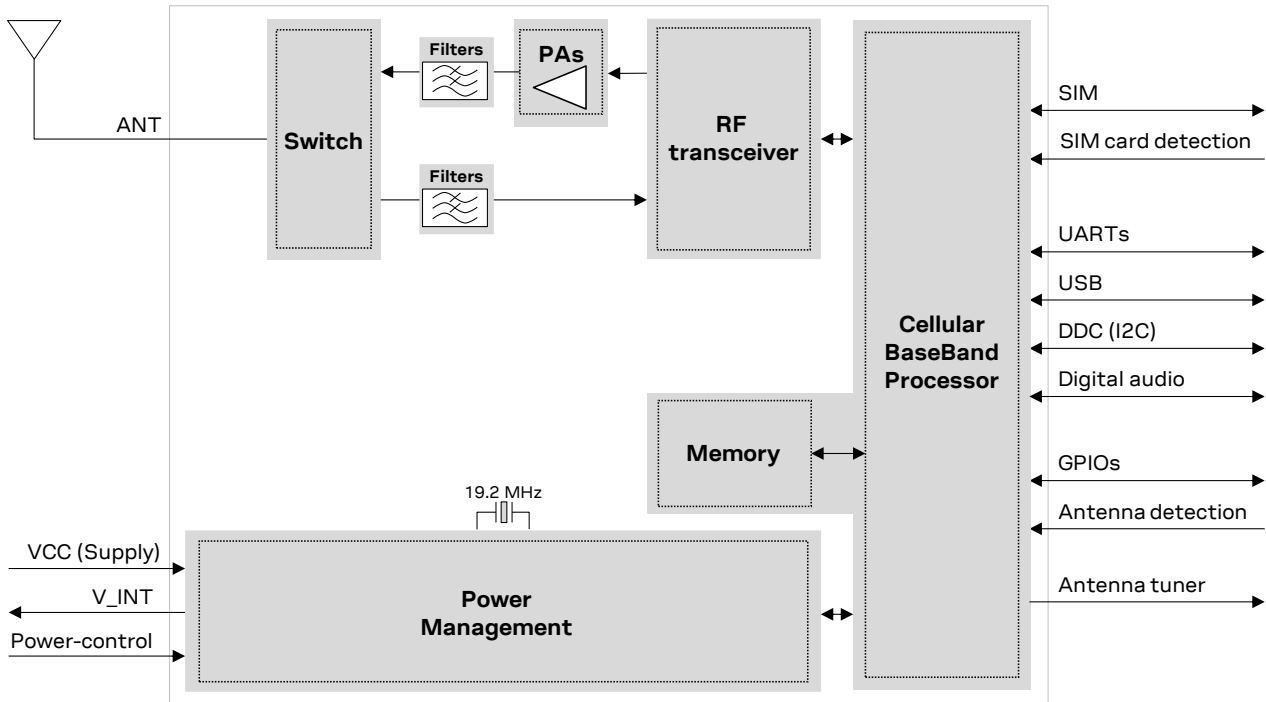 ANT
Switch
Filters
PAs
Filters
RF
transceiver
Cellular
BaseBand
Processor
Memory
19.2 MHz
Power
Management
VCC (Supply)
V_INT
Power-control
SIM
SIM card detection
UARTs
USB
DDC (I2C)
Digital audio
GPIOs
Antenna detection
Antenna tuner